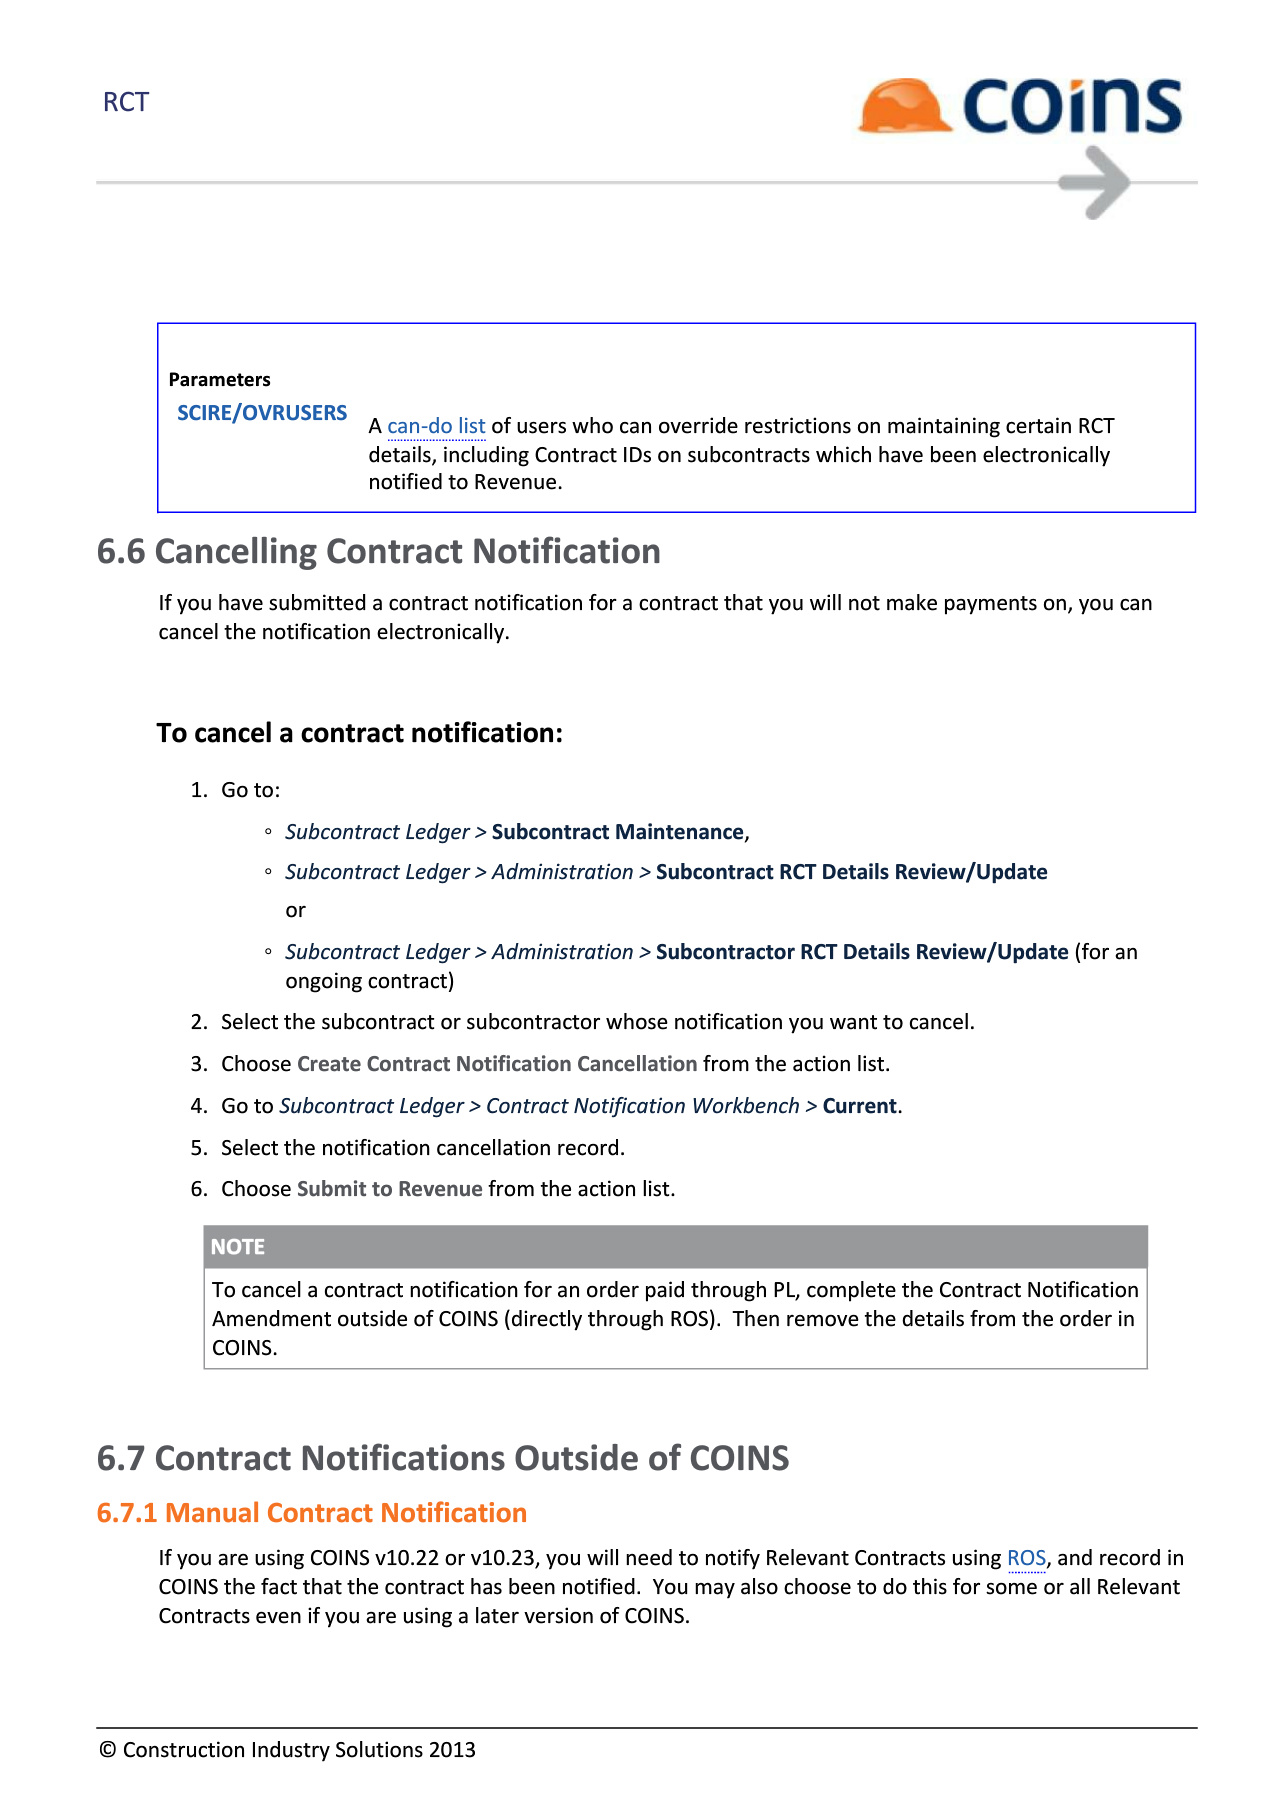 RCT
coins
Parameters
SCIRE/OVRUSERS
A can-do list of users who can override restrictions on maintaining certain RCT
details, including Contract IDs on subcontracts which have been electronically
notified to Revenue.
6.6 Cancelling Contract Notification
If you have submitted a contract notification for a contract that you will not make payments on, you can
cancel the notification electronically.
To cancel a contract notification:
1. Go to:
◦ Subcontract Ledger > Subcontract Maintenance,
◦ Subcontract Ledger > Administration > Subcontract RCT Details Review/Update
or
◦ Subcontract Ledger > Administration > Subcontractor RCT Details Review/Update (for an
ongoing contract)
2. Select the subcontract or subcontractor whose notification you want to cancel.
3. Choose Create Contract Notification Cancellation from the action list.
4. Go to Subcontract Ledger > Contract Notification Workbench > Current.
5. Select the notification cancellation record.
6. Choose Submit to Revenue from the action list.
NOTE
To cancel a contract notification for an order paid through PL, complete the Contract Notification
Amendment outside of COINS (directly through ROS).  Then remove the details from the order in
COINS.
6.7 Contract Notifications Outside of COINS
6.7.1 Manual Contract Notification
If you are using COINS v10.22 or v10.23, you will need to notify Relevant Contracts using ROS, and record in
COINS the fact that the contract has been notified.  You may also choose to do this for some or all Relevant
Contracts even if you are using a later version of COINS.
© Construction Industry Solutions 2013